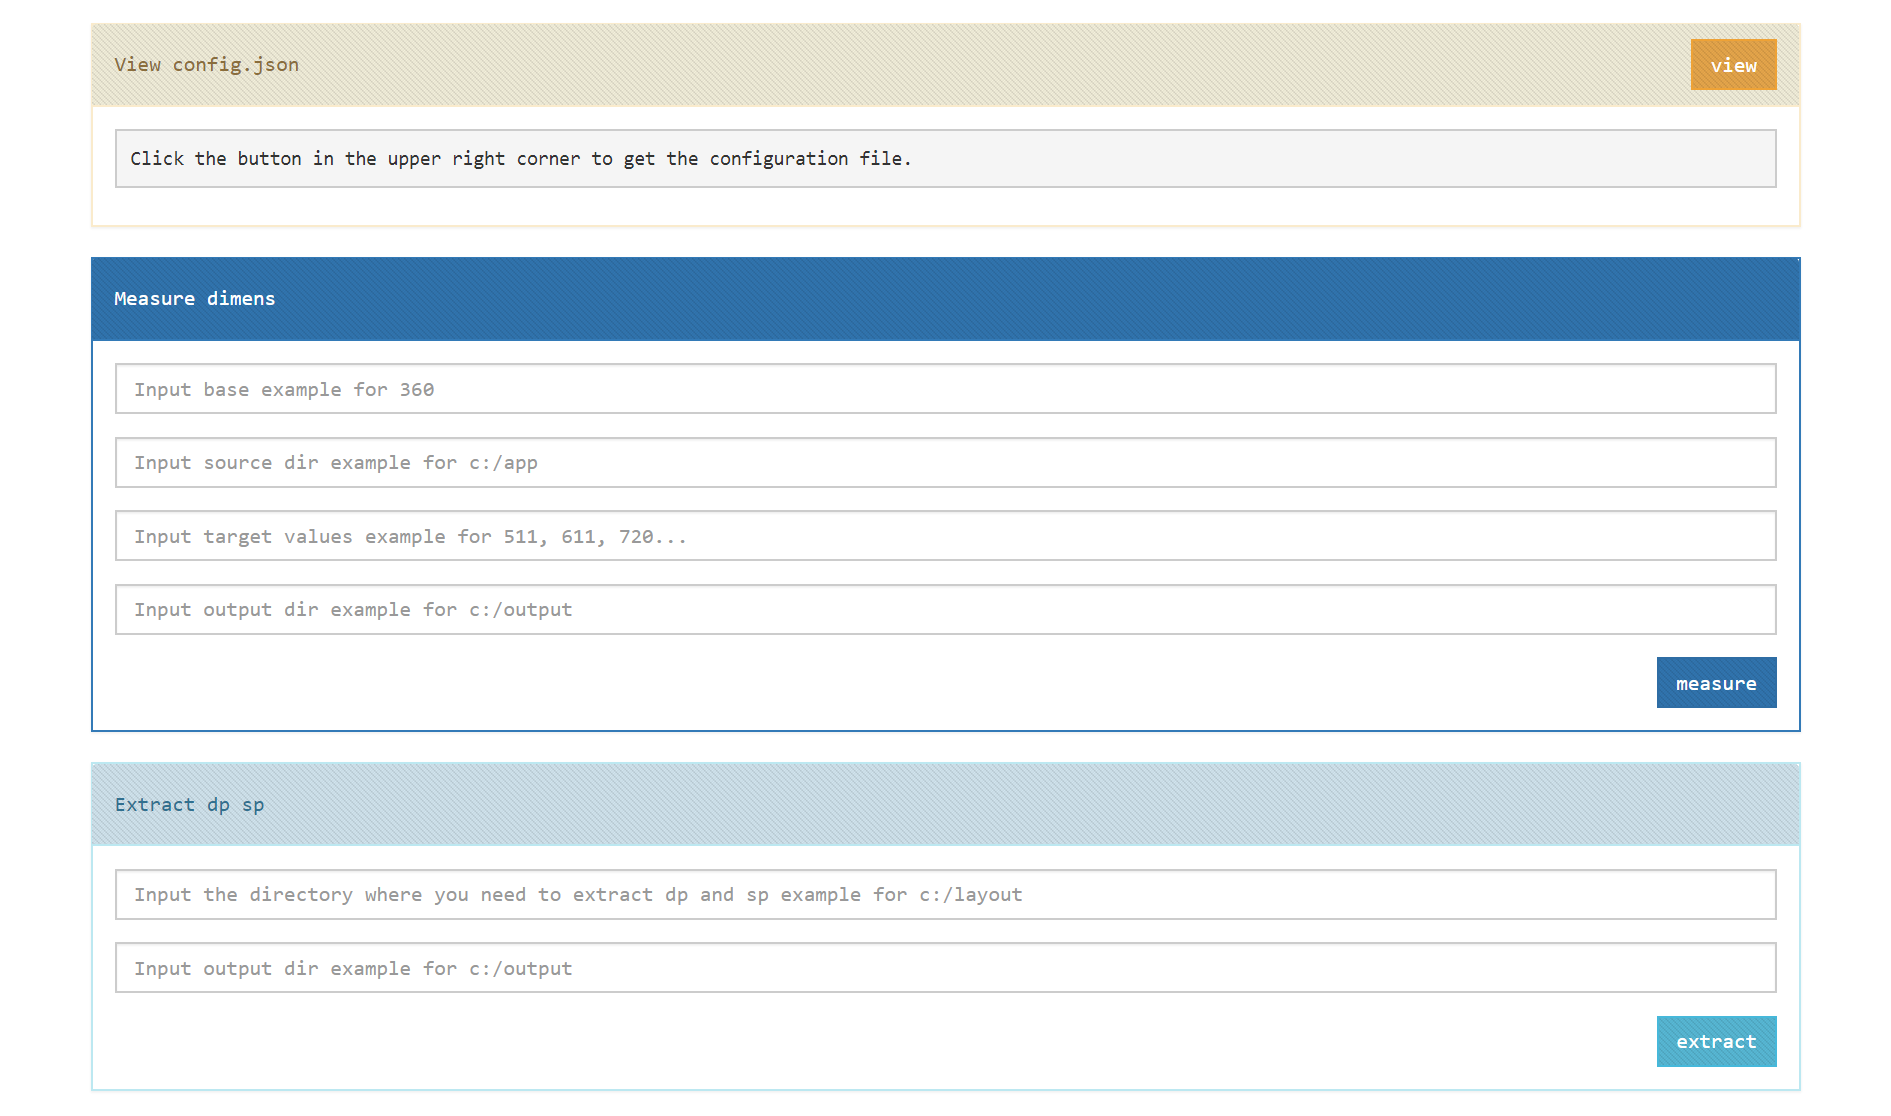 View config.json
view
Click the button in the upper right corner to get the configuration file.
Measure dimens
Input base example for 360
Input source dir example for c:/app
Input target values example for 511, 611, 720...
Input output dir example for c:/output
measure
Extract dp sp
Input the directory where you need to extract dp and sp example for c:/layout
Input output dir example for c:/output
extract